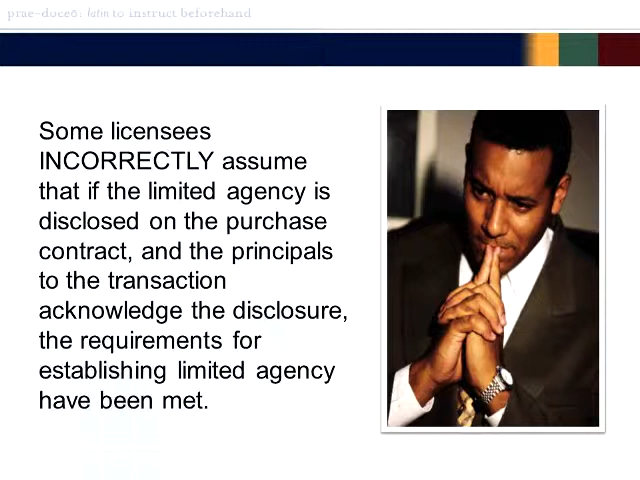 prae-doceō: latin to instruct beforehand
Some licensees
INCORRECTLY assume
that if the limited agency is
disclosed on the purchase
contract, and the principals
to the transaction
acknowledge the disclosure,
the requirements for
establishing limited agency
have been met.